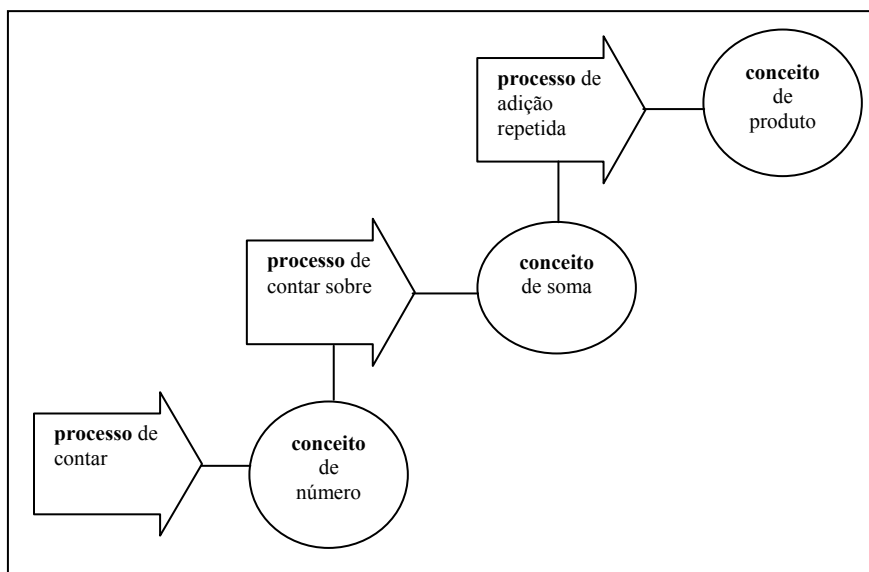 processo de
adição
repetida
conceito
de
produto
processo de
contar sobre
conceito
de soma
processo de
contar
conceito
de
número